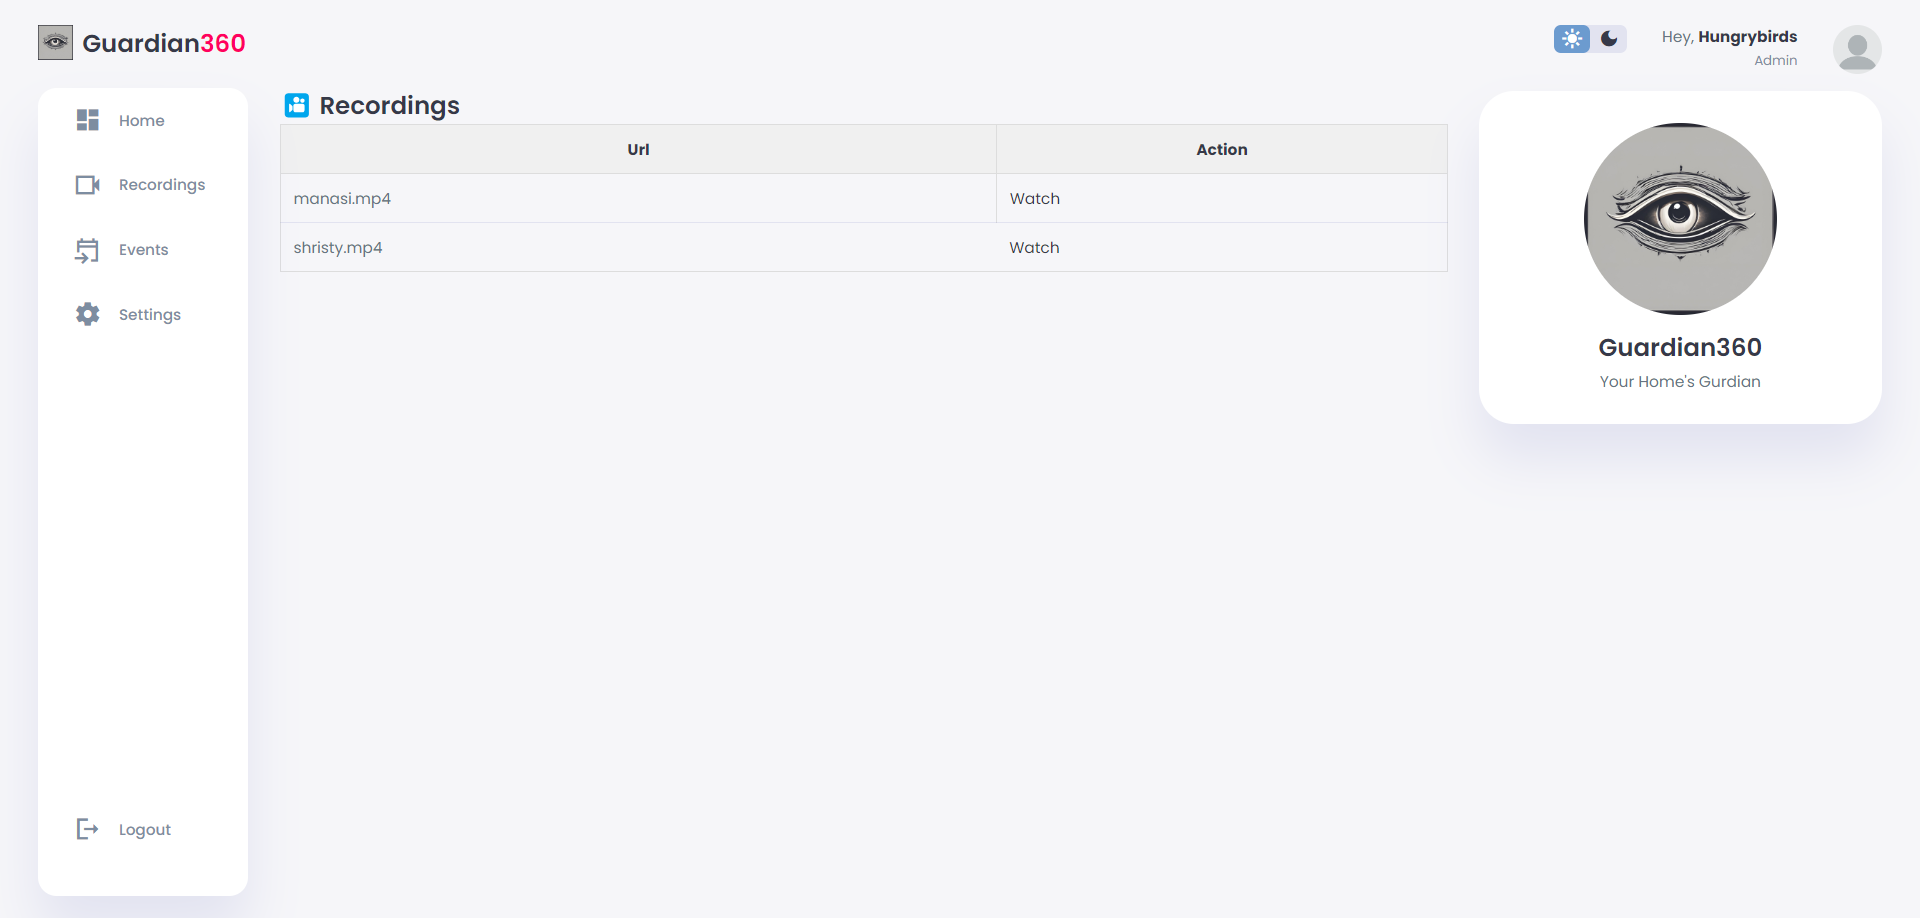 Guardian360
Hey, Hungrybirds
Admin
Home
Recordings
Events
Settings
Logout
Recordings
Url Action
manasi.mp4 Watch
shristy.mp4 Watch
Guardian360
Your Home's Gurdian